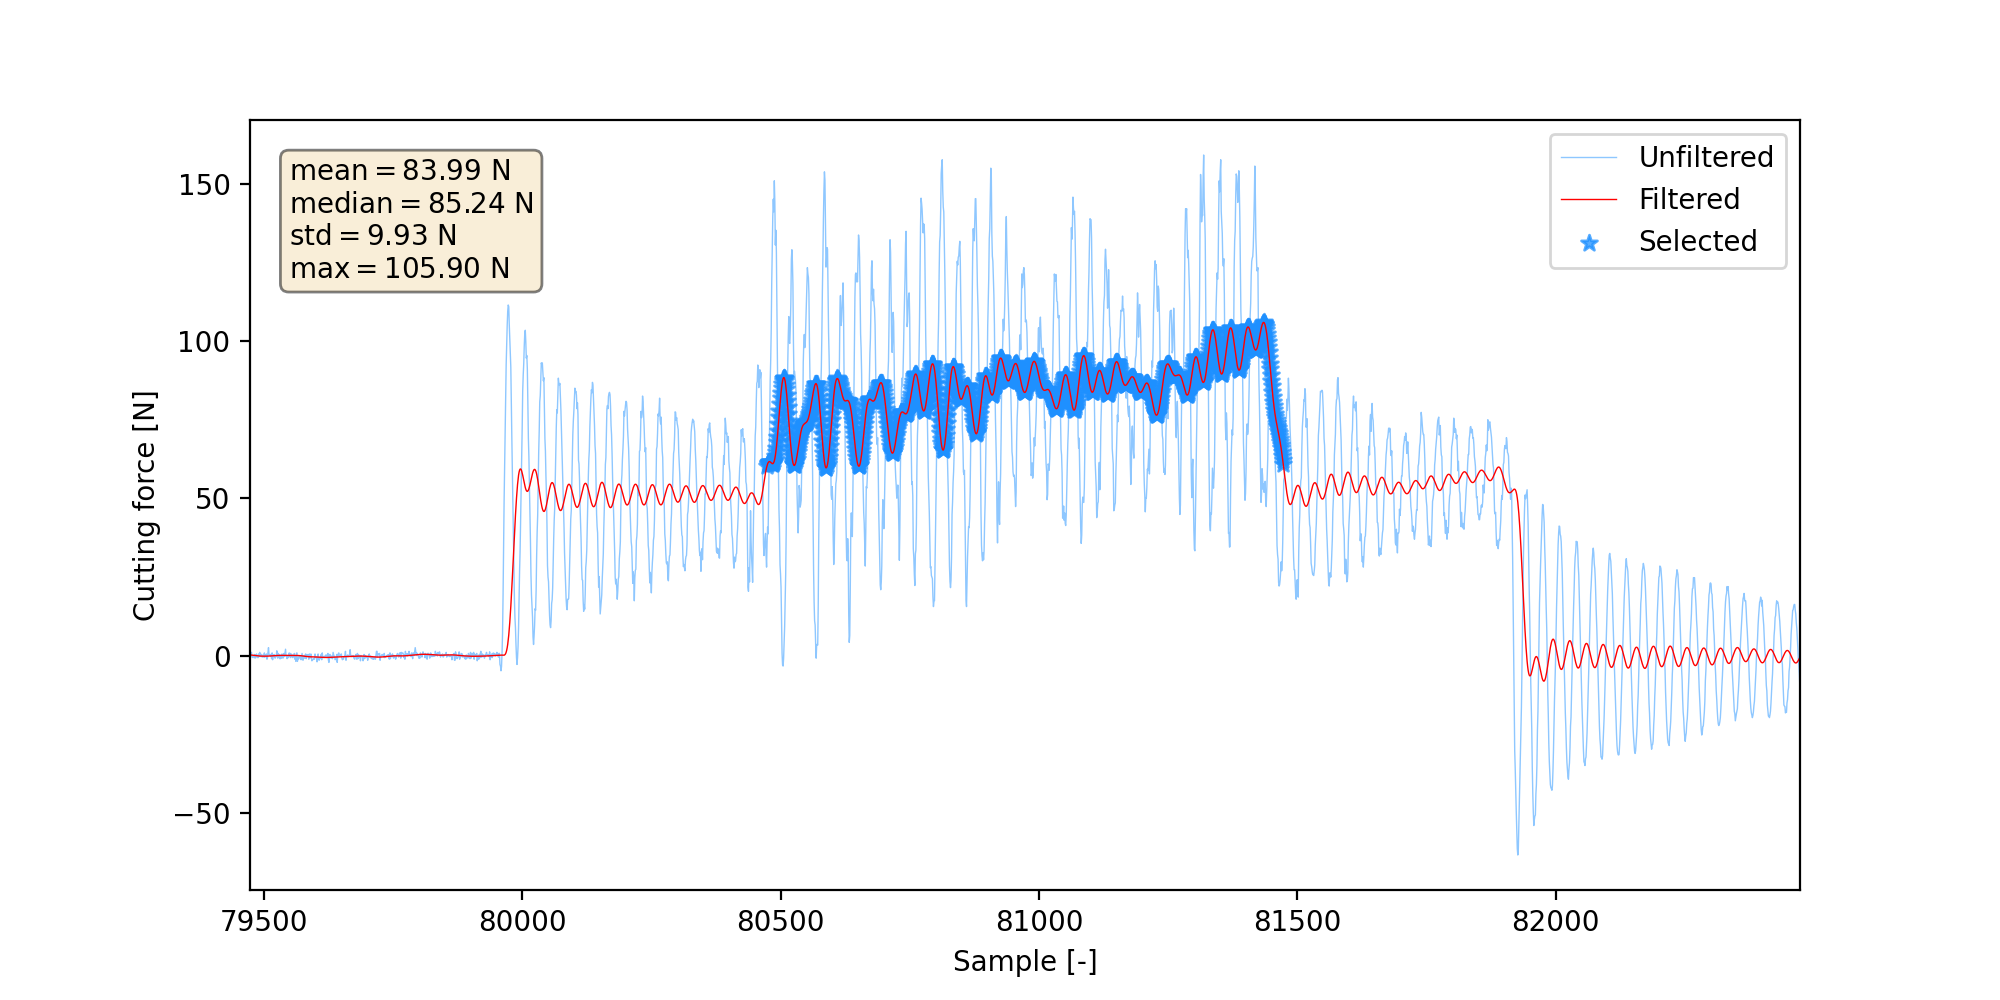 mean = 83.99 N
median = 85.24 N
std = 9.93 N
max = 105.90 N
Unfiltered
Filtered
Selected
150
100
50
0
−50
Cutting force [N]
79500 80000 80500 81000 81500 82000
Sample [-]